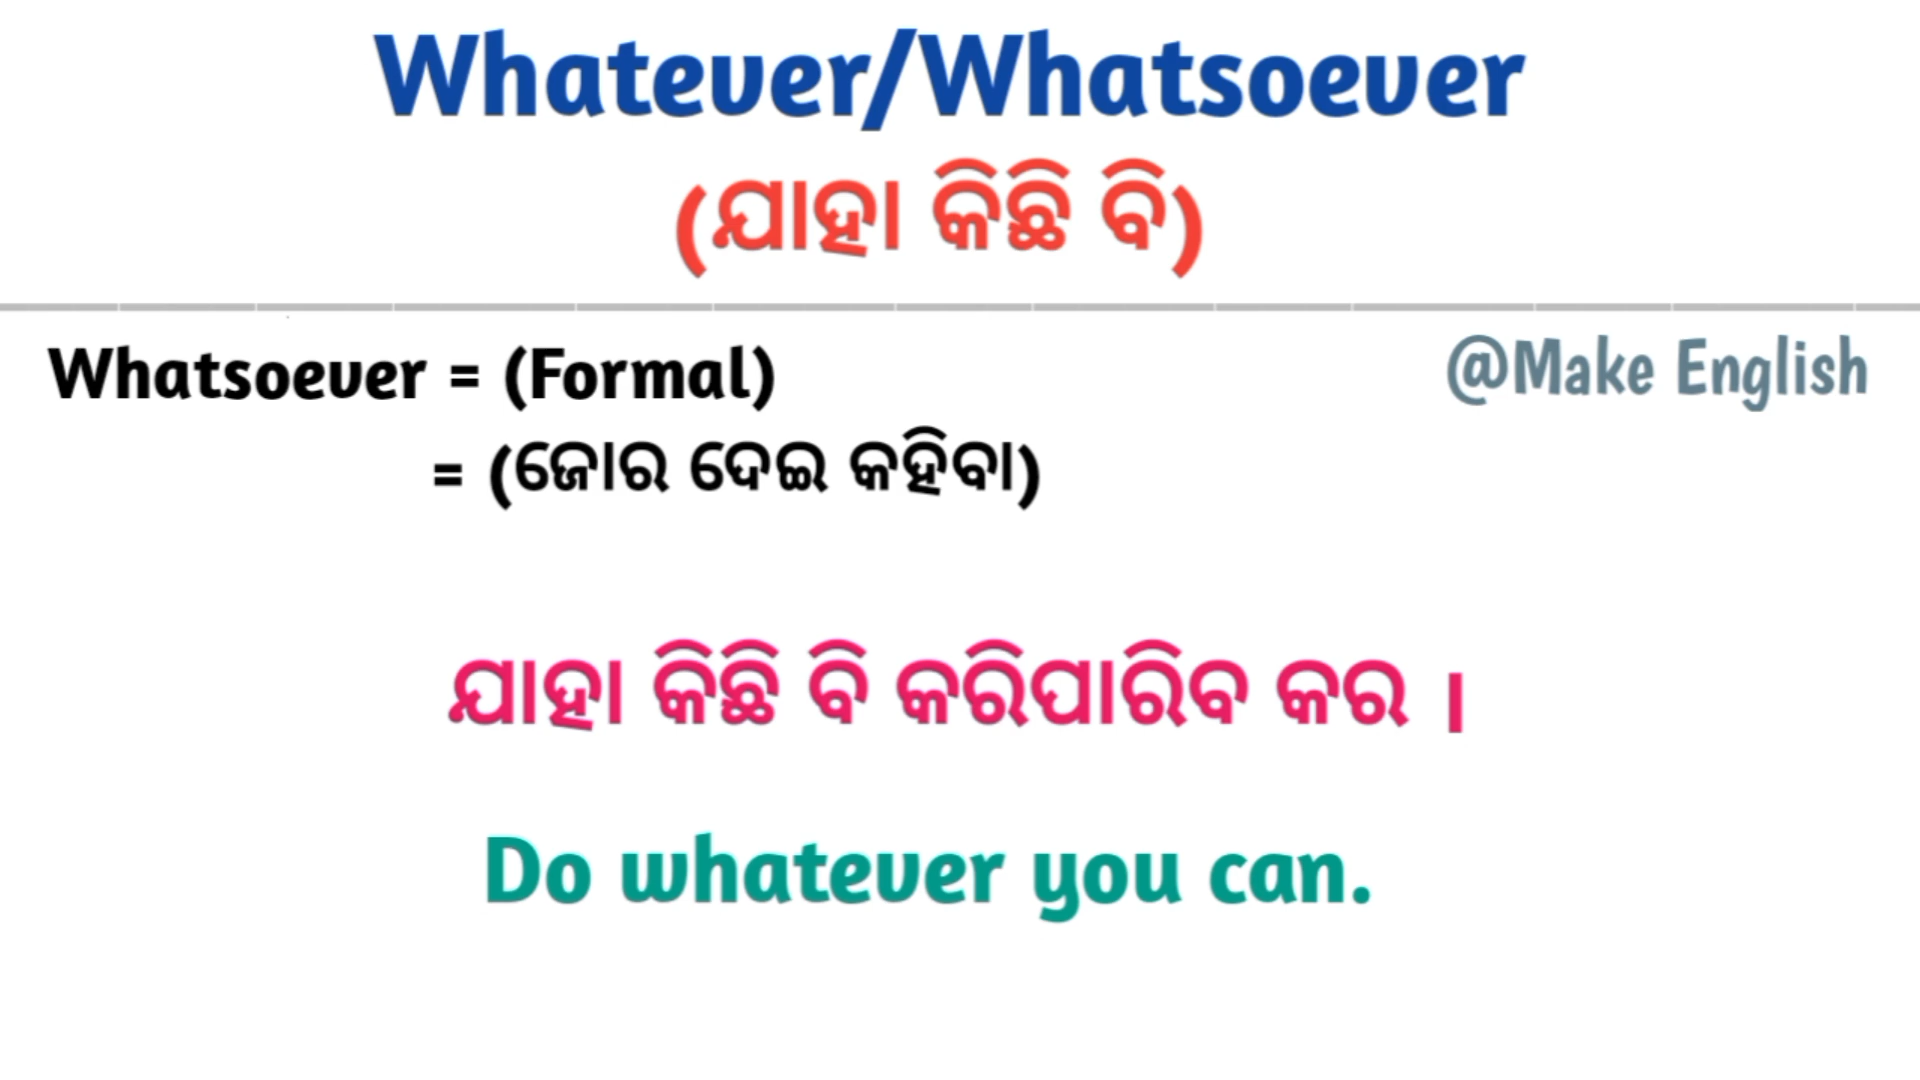 Whatever/Whatsoever
(ଯାହା କିଛି ବି)
Whatsoever = (Formal)
@Make English
= (ଜୋର ଦେଇ କହିବା)
ଯାହା କିଛି ବି କରିପାରିବ କର ।
Do whatever you can.